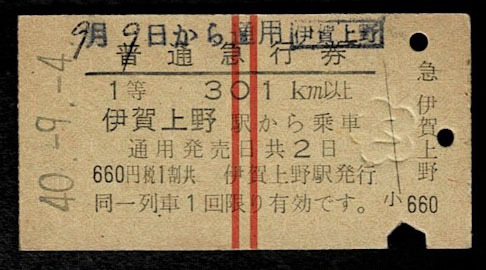 9月9日から通用 伊賀上野
普通急行券
1等 301km以上
伊賀上野駅から乗車
通用発売日共2日
660円税1割共 伊賀上野駅発行
同一列車1回限り有効です。
40.-9.-4
急 伊賀上野
小 660